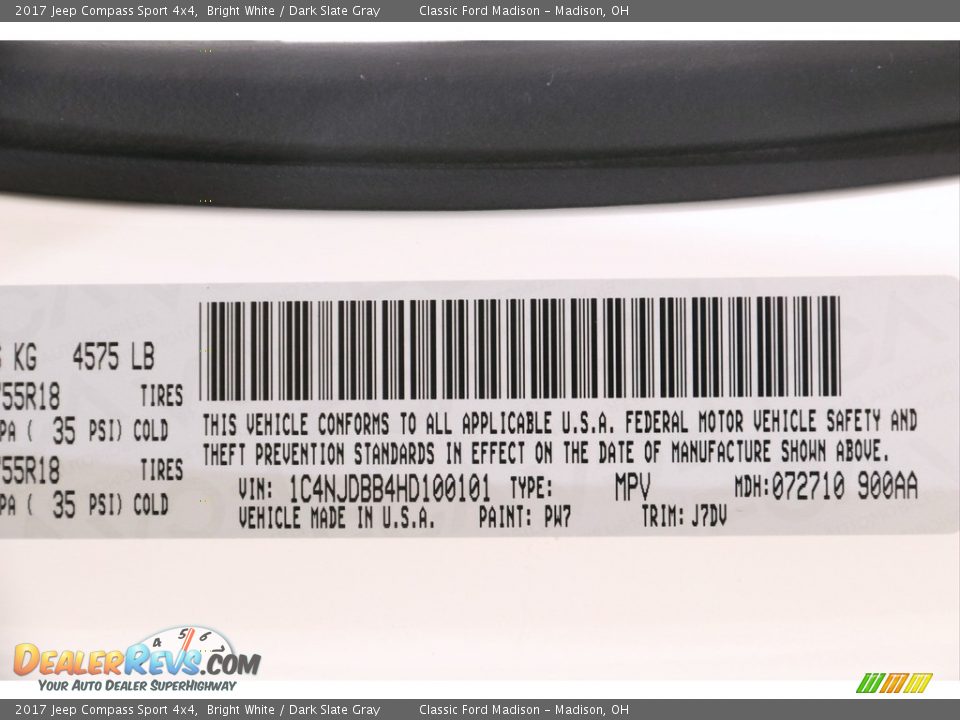 2017 Jeep Compass Sport 4x4,  Bright White / Dark Slate Gray  Classic Ford Madison - Madison, OH
KG 4575 LB
55R18 TIRES
PA ( 35 PSI) COLD
55R18 TIRES
PA ( 35 PSI) COLD
THIS VEHICLE CONFORMS TO ALL APPLICABLE U.S.A. FEDERAL MOTOR VEHICLE SAFETY AND
THEFT PREVENTION STANDARDS IN EFFECT ON THE DATE OF MANUFACTURE SHOWN ABOVE.
VIN: 1C4NJDBB4HD100101 TYPE: MPV MDH:072710 900AA
VEHICLE MADE IN U.S.A. PAINT: PW7 TRIM: J7DV
4 5 6 7
DEALERREVS.COM
YOUR AUTO DEALER SUPERHIGHWAY
2017 Jeep Compass Sport 4x4,  Bright White / Dark Slate Gray  Classic Ford Madison - Madison, OH